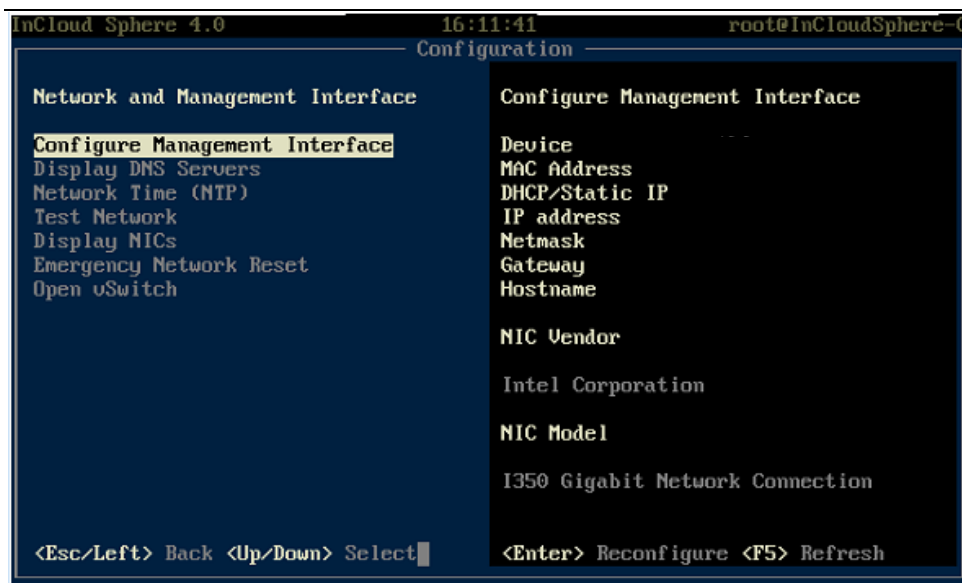 InCloud Sphere 4.0 16:11:41 root@InCloudSphere-
Configuration
Network and Management Interface
Configure Management Interface
Display DNS Servers
Network Time (NTP)
Test Network
Display NICs
Emergency Network Reset
Open vSwitch
<Esc/Left> Back <Up/Down> Select
Configure Management Interface
Device
MAC Address
DHCP/Static IP
IP address
Netmask
Gateway
Hostname
NIC Vendor
Intel Corporation
NIC Model
I350 Gigabit Network Connection
<Enter> Reconfigure <F5> Refresh